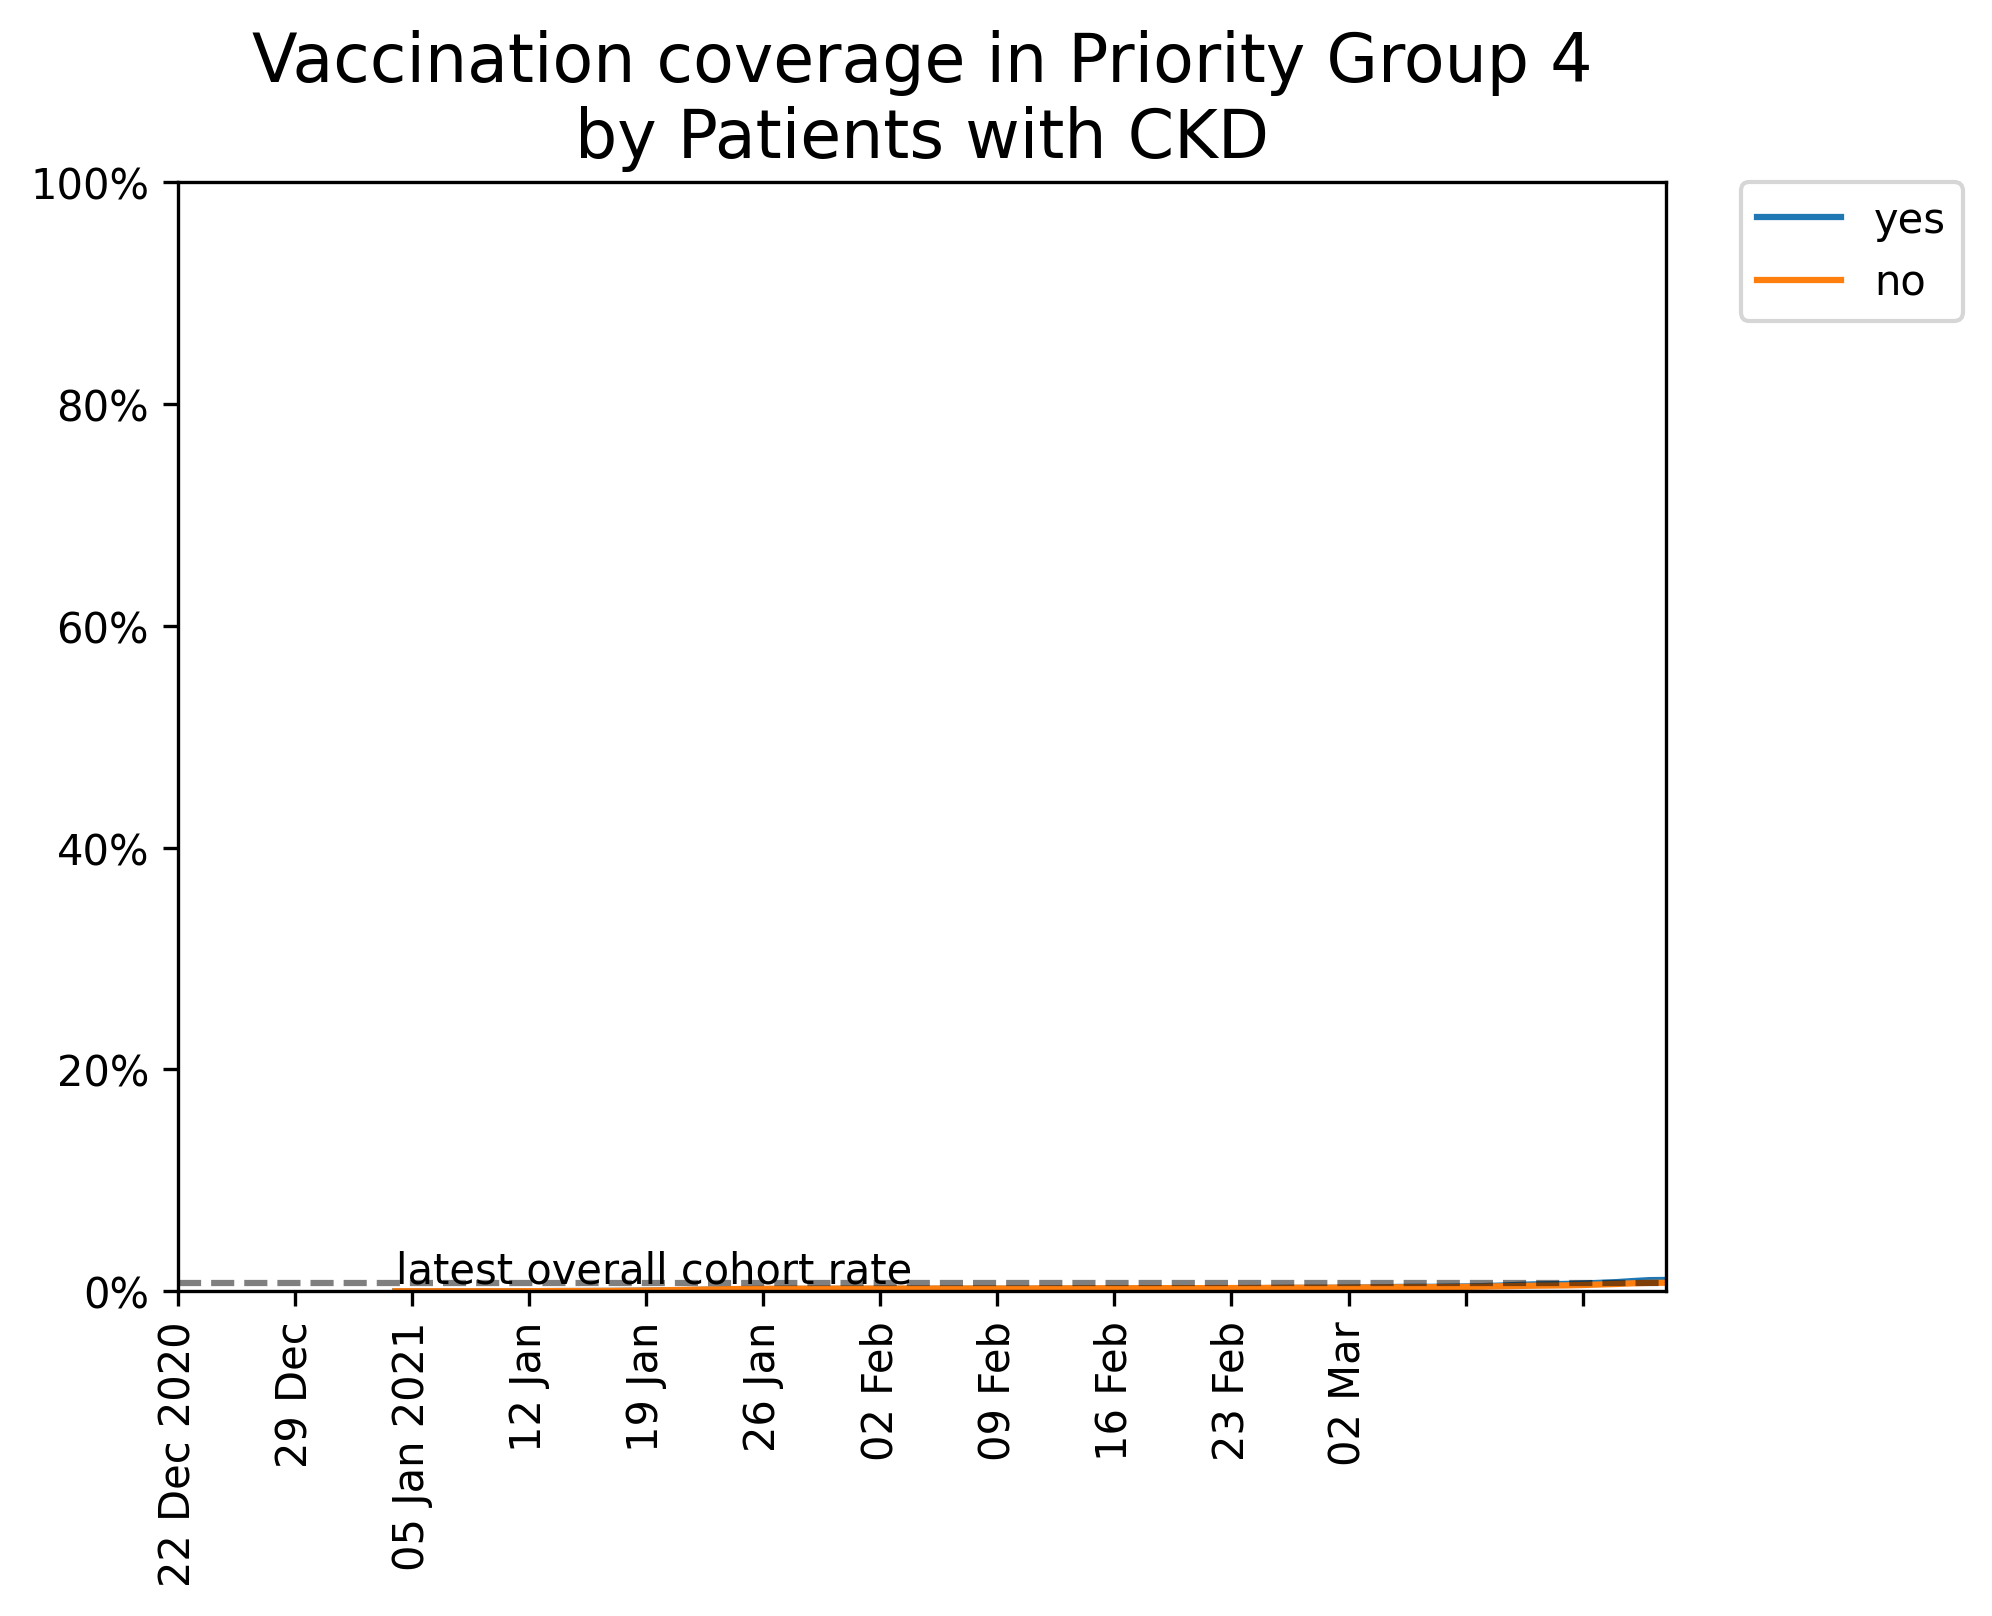 Vaccination coverage in Priority Group 4
by Patients with CKD
100%
80%
60%
40%
20%
0%
yes
no
latest overall cohort rate
22 Dec 2020
29 Dec
05 Jan 2021
12 Jan
19 Jan
26 Jan
02 Feb
09 Feb
16 Feb
23 Feb
02 Mar